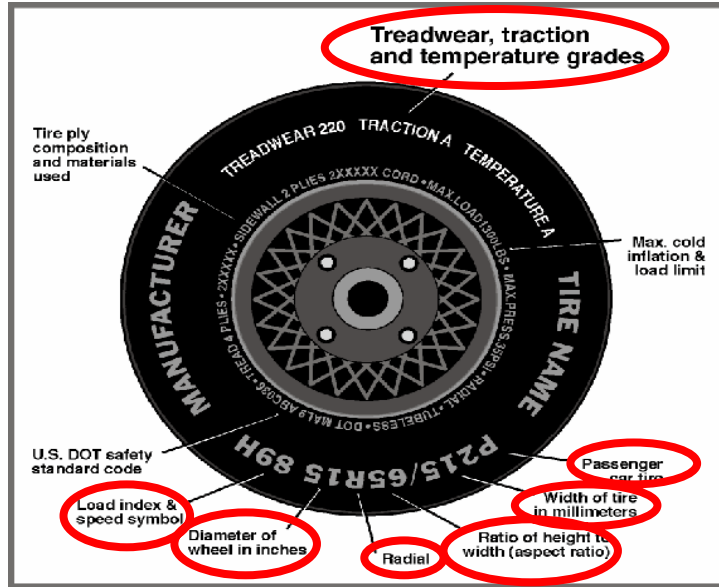 Treadwear, traction
and temperature grades
Tire ply
composition
and materials
used
TREADWEAR 220 TRACTION A TEMPERATURE A
SIDEWALL 2 PLIES 2XXXXX CORD • MAX.LOAD1300LBS • MAX.PRESS.35PSI • RADIAL • TUBELESS • DOT MAL9 ABC036 • TREAD 4 PLIES • 2XXXXX •
Max. cold
inflation &
load limit
MANUFACTURER
TIRE NAME
P215/65R15 89H
U.S. DOT safety
standard code
Passenger
car tire
Load index &
speed symbol
Width of tire
in millimeters
Diameter of
wheel in inches
Radial
Ratio of height to
width (aspect ratio)